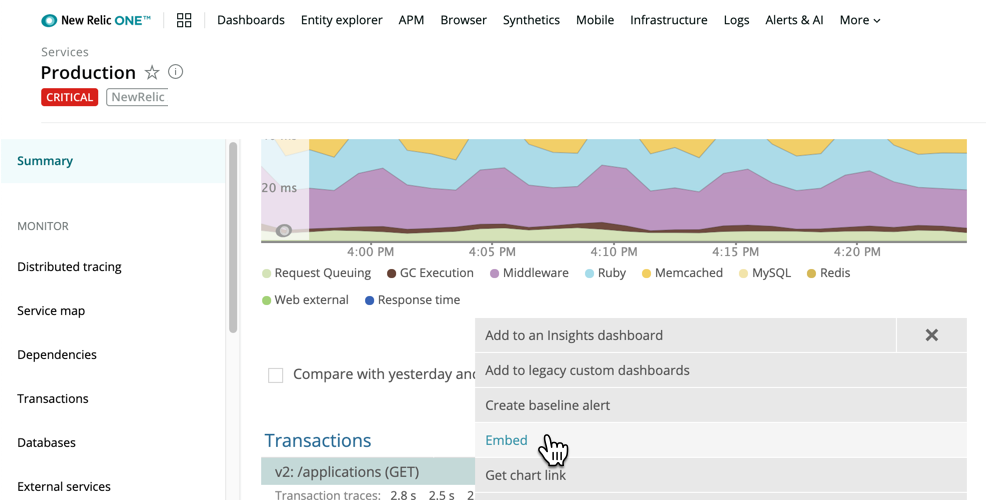 New Relic ONE™ Dashboards Entity explorer APM Browser Synthetics Mobile Infrastructure Logs Alerts & AI More
Services
Production
CRITICAL NewRelic
Summary
MONITOR
Distributed tracing
Service map
Dependencies
Transactions
Databases
External services
20 ms
4:00 PM 4:05 PM 4:10 PM 4:15 PM 4:20 PM
Request Queuing GC Execution Middleware Ruby Memcached MySQL Redis
Web external Response time
Add to an Insights dashboard
Add to legacy custom dashboards
Create baseline alert
Embed
Get chart link
Compare with yesterday and
Transactions
v2: /applications (GET)
Transaction traces: 2.8 s 2.5 s 2